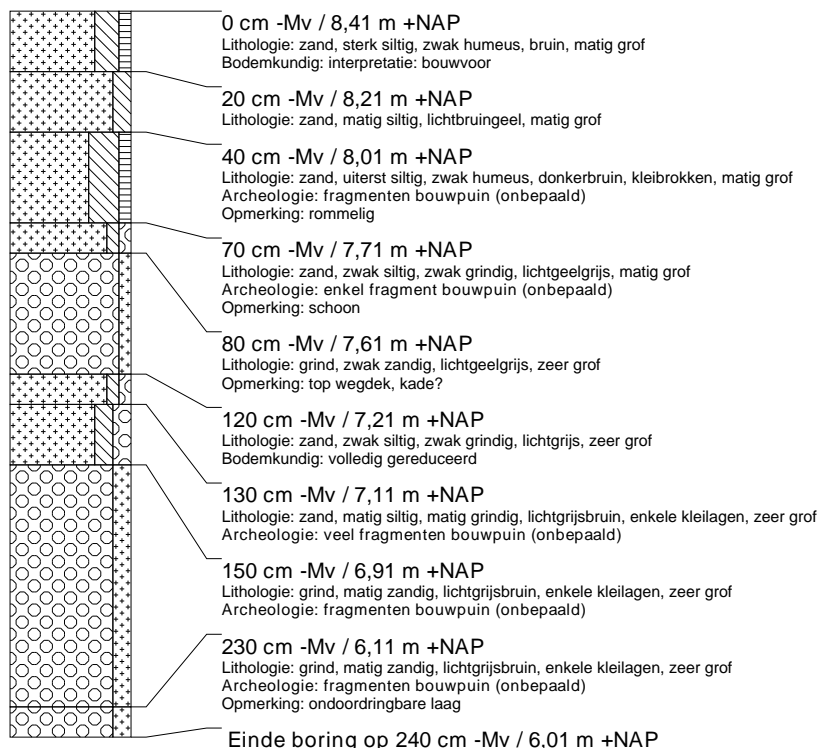 0 cm -Mv / 8,41 m +NAP
Lithologie: zand, sterk siltig, zwak humeus, bruin, matig grof
Bodemkundig: interpretatie: bouwvoor
20 cm -Mv / 8,21 m +NAP
Lithologie: zand, matig siltig, lichtbruingeel, matig grof
40 cm -Mv / 8,01 m +NAP
Lithologie: zand, uiterst siltig, zwak humeus, donkerbruin, kleibrokken, matig grof
Archeologie: fragmenten bouwpuin (onbepaald)
Opmerking: rommelig
70 cm -Mv / 7,71 m +NAP
Lithologie: zand, zwak siltig, zwak grindig, lichtgeelgrijs, matig grof
Archeologie: enkel fragment bouwpuin (onbepaald)
Opmerking: schoon
80 cm -Mv / 7,61 m +NAP
Lithologie: grind, zwak zandig, lichtgeelgrijs, zeer grof
Opmerking: top wegdek, kade?
120 cm -Mv / 7,21 m +NAP
Lithologie: zand, zwak siltig, zwak grindig, lichtgrijs, zeer grof
Bodemkundig: volledig gereduceerd
130 cm -Mv / 7,11 m +NAP
Lithologie: zand, matig siltig, matig grindig, lichtgrijsbruin, enkele kleilagen, zeer grof
Archeologie: veel fragmenten bouwpuin (onbepaald)
150 cm -Mv / 6,91 m +NAP
Lithologie: grind, matig zandig, lichtgrijsbruin, enkele kleilagen, zeer grof
Archeologie: fragmenten bouwpuin (onbepaald)
230 cm -Mv / 6,11 m +NAP
Lithologie: grind, matig zandig, lichtgrijsbruin, enkele kleilagen, zeer grof
Archeologie: fragmenten bouwpuin (onbepaald)
Opmerking: ondoordringbare laag
Einde boring op 240 cm -Mv / 6,01 m +NAP